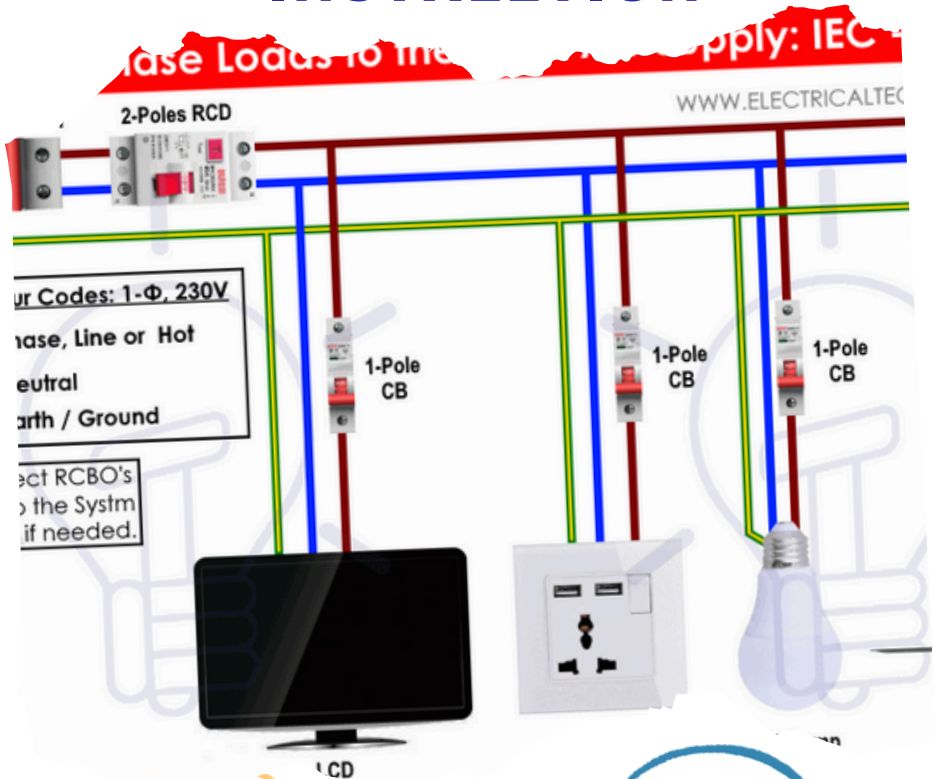 Loads to the
pply: IEC
WWW.ELECTRICALTEC
2-Poles RCD
ur Codes: 1-Φ, 230V
hase, Line or Hot
eutral
arth / Ground
ect RCBO's
o the Systm
if needed.
1-Pole
CB
1-Pole
CB
1-Pole
CB
LCD